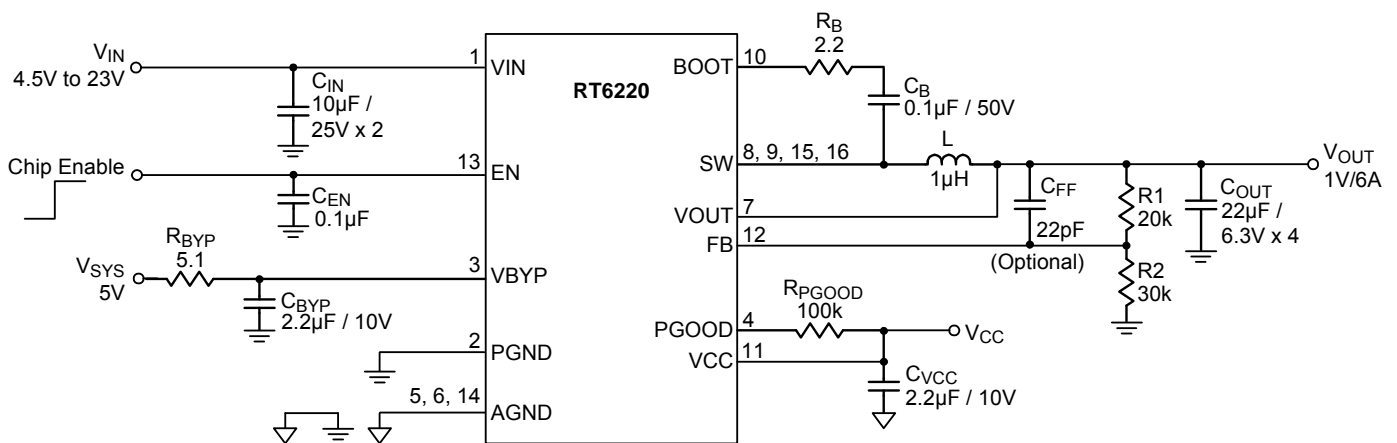 V_IN
4.5V to 23V
C_IN
10µF /
25V x 2
1
VIN
Chip Enable
C_EN
0.1µF
13
EN
V_SYS
5V
R_BYP
5.1
C_BYP
2.2µF / 10V
3
VBYP
2
PGND
5, 6, 14
AGND
RT6220
BOOT
10
R_B
2.2
C_B
0.1µF / 50V
SW
8, 9, 15, 16
L
1µH
VOUT
7
FB
12
C_FF
22pF
(Optional)
R1
20k
R2
30k
C_OUT
22µF /
6.3V x 4
V_OUT
1V/6A
PGOOD
4
R_PGOOD
100k
V_CC
VCC
11
C_VCC
2.2µF / 10V